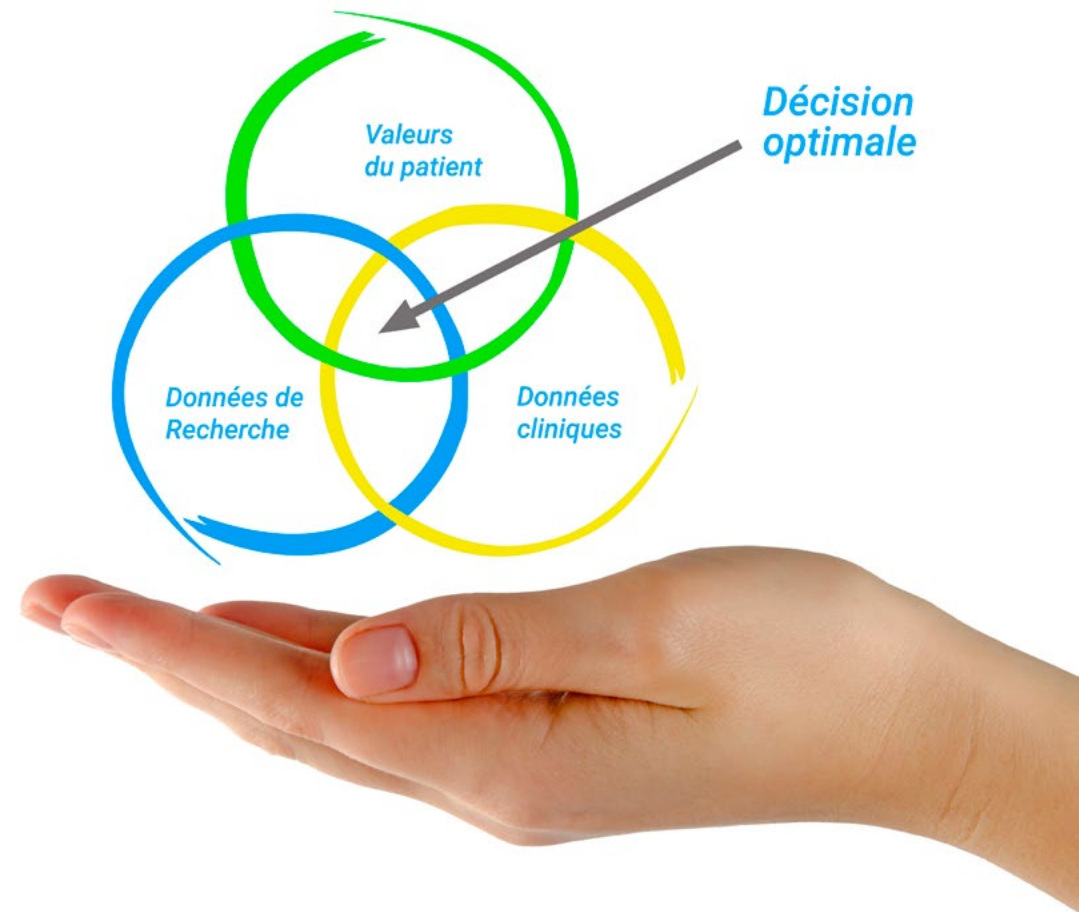 Valeurs
du patient
Décision
optimale
Données de
Recherche
Données
cliniques